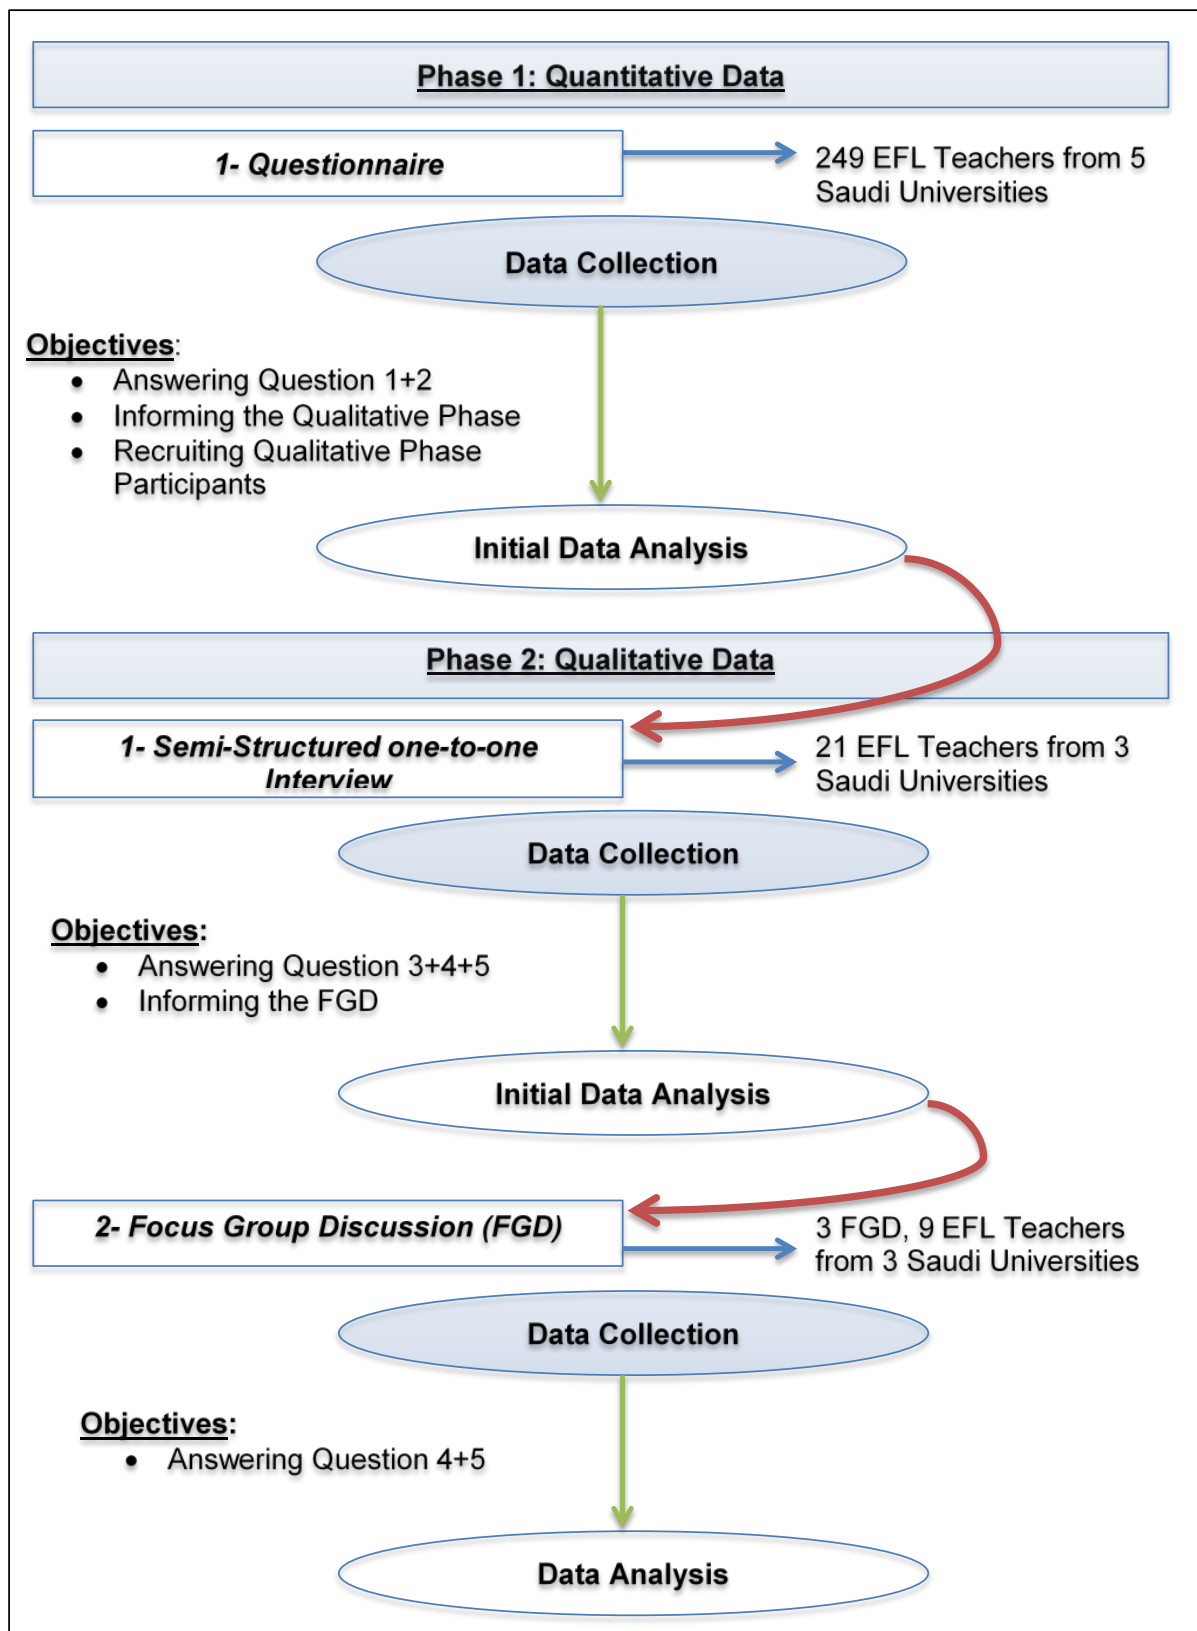 Phase 1: Quantitative Data
1- Questionnaire
249 EFL Teachers from 5
Saudi Universities
Data Collection
Objectives:
• Answering Question 1+2
• Informing the Qualitative Phase
• Recruiting Qualitative Phase
Participants
Initial Data Analysis
Phase 2: Qualitative Data
1- Semi-Structured one-to-one
Interview
21 EFL Teachers from 3
Saudi Universities
Data Collection
Objectives:
• Answering Question 3+4+5
• Informing the FGD
Initial Data Analysis
2- Focus Group Discussion (FGD)
3 FGD, 9 EFL Teachers
from 3 Saudi Universities
Data Collection
Objectives:
• Answering Question 4+5
Data Analysis